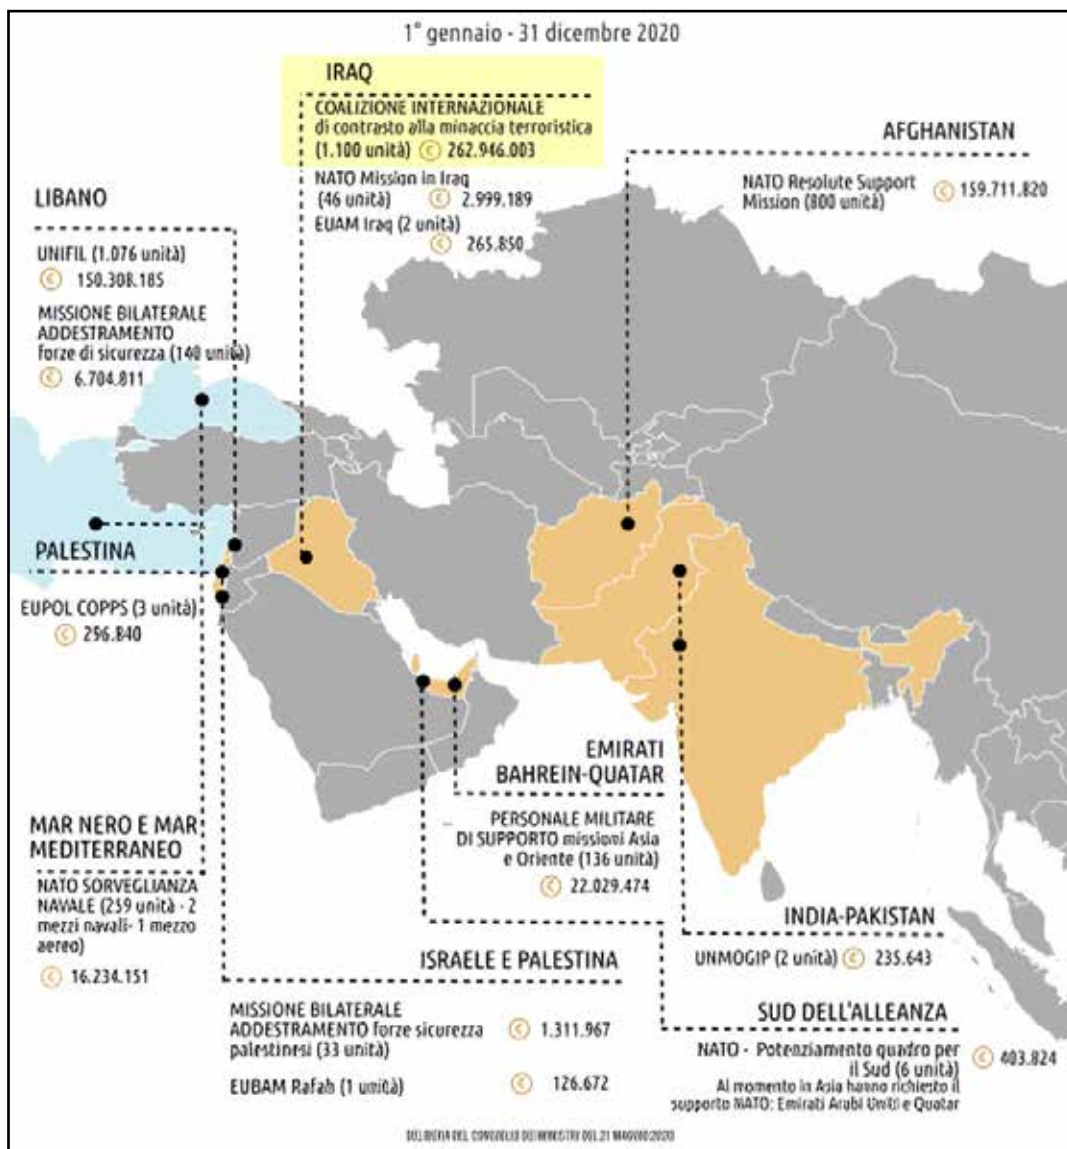 1° gennaio - 31 dicembre 2020
IRAQ
COALIZIONE INTERNAZIONALE
di contrasto alla minaccia terroristica
(1.100 unità) € 262.946.003
NATO Mission in Iraq
(46 unità) € 2.999.189
EUAM Iraq (2 unità)
€ 265.850
AFGHANISTAN
NATO Resolute Support
Mission (800 unità) € 159.711.820
LIBANO
UNIFIL (1.076 unità)
€ 150.308.185
MISSIONE BILATERALE
ADDESTRAMENTO
forze di sicurezza (140 unità)
€ 6.704.811
PALESTINA
EUPOL COPPS (3 unità)
€ 296.840
EMIRATI
BAHREIN-QUATAR
PERSONALE MILITARE
DI SUPPORTO missioni Asia
e Oriente (136 unità)
€ 22.029.474
MAR NERO E MAR
MEDITERRANEO
NATO SORVEGLIANZA
NAVALE (259 unità - 2
mezzi navali- 1 mezzo
aereo)
€ 16.234.151
INDIA-PAKISTAN
UNMOGIP (2 unità) € 235.643
ISRAELE E PALESTINA
MISSIONE BILATERALE
ADDESTRAMENTO forze sicurezza
palestinesi (33 unità)
€ 1.311.967
EUBAM Rafah (1 unità) € 126.672
SUD DELL'ALLEANZA
NATO - Potenziamento quadro per
il Sud (6 unità)
€ 403.824
Al momento in Asia hanno richiesto il
supporto NATO: Emirati Arabi Uniti e Quatar
DELIBERA DEL CONSIGLIO DEI MINISTRI DEL 21 MAGGIO 2020